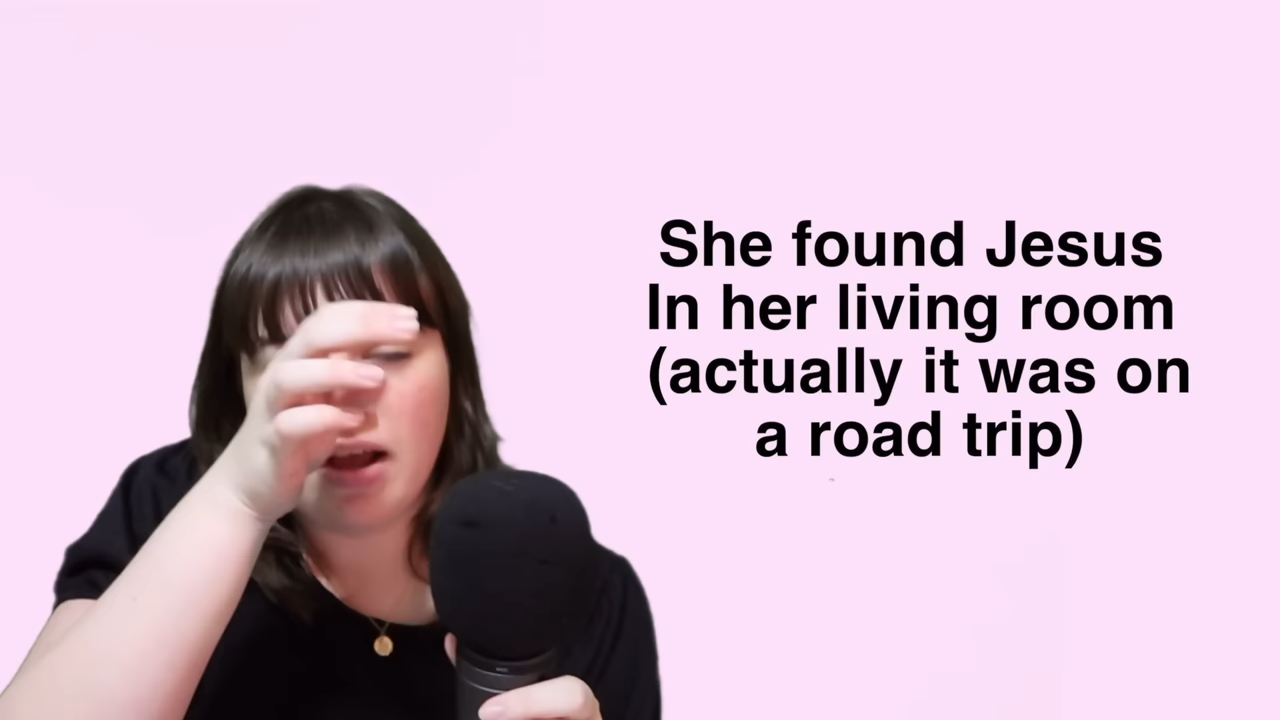 She found Jesus
In her living room
(actually it was on
a road trip)